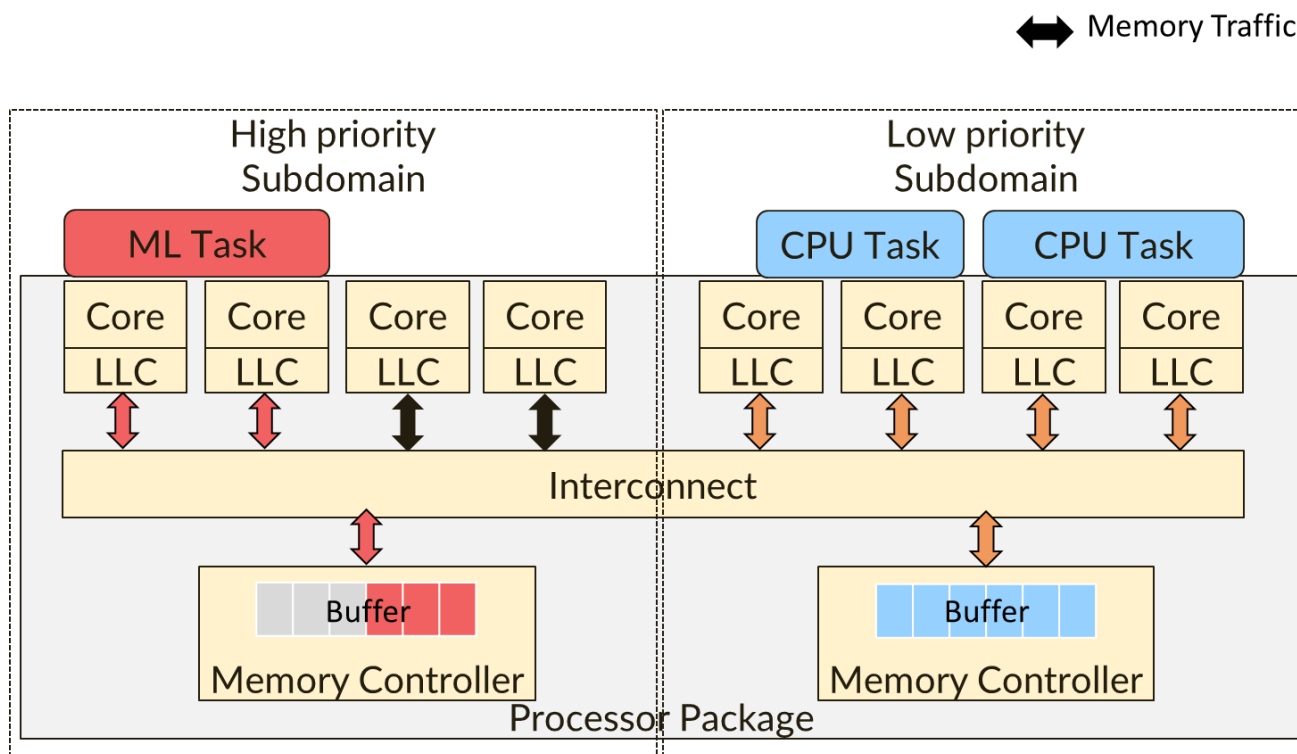 Memory Traffic
High priority
Subdomain
Low priority
Subdomain
ML Task
CPU Task
CPU Task
Core
Core
Core
Core
Core
Core
Core
Core
LLC
LLC
LLC
LLC
LLC
LLC
LLC
LLC
Interconnect
Buffer
Buffer
Memory Controller
Memory Controller
Processor Package